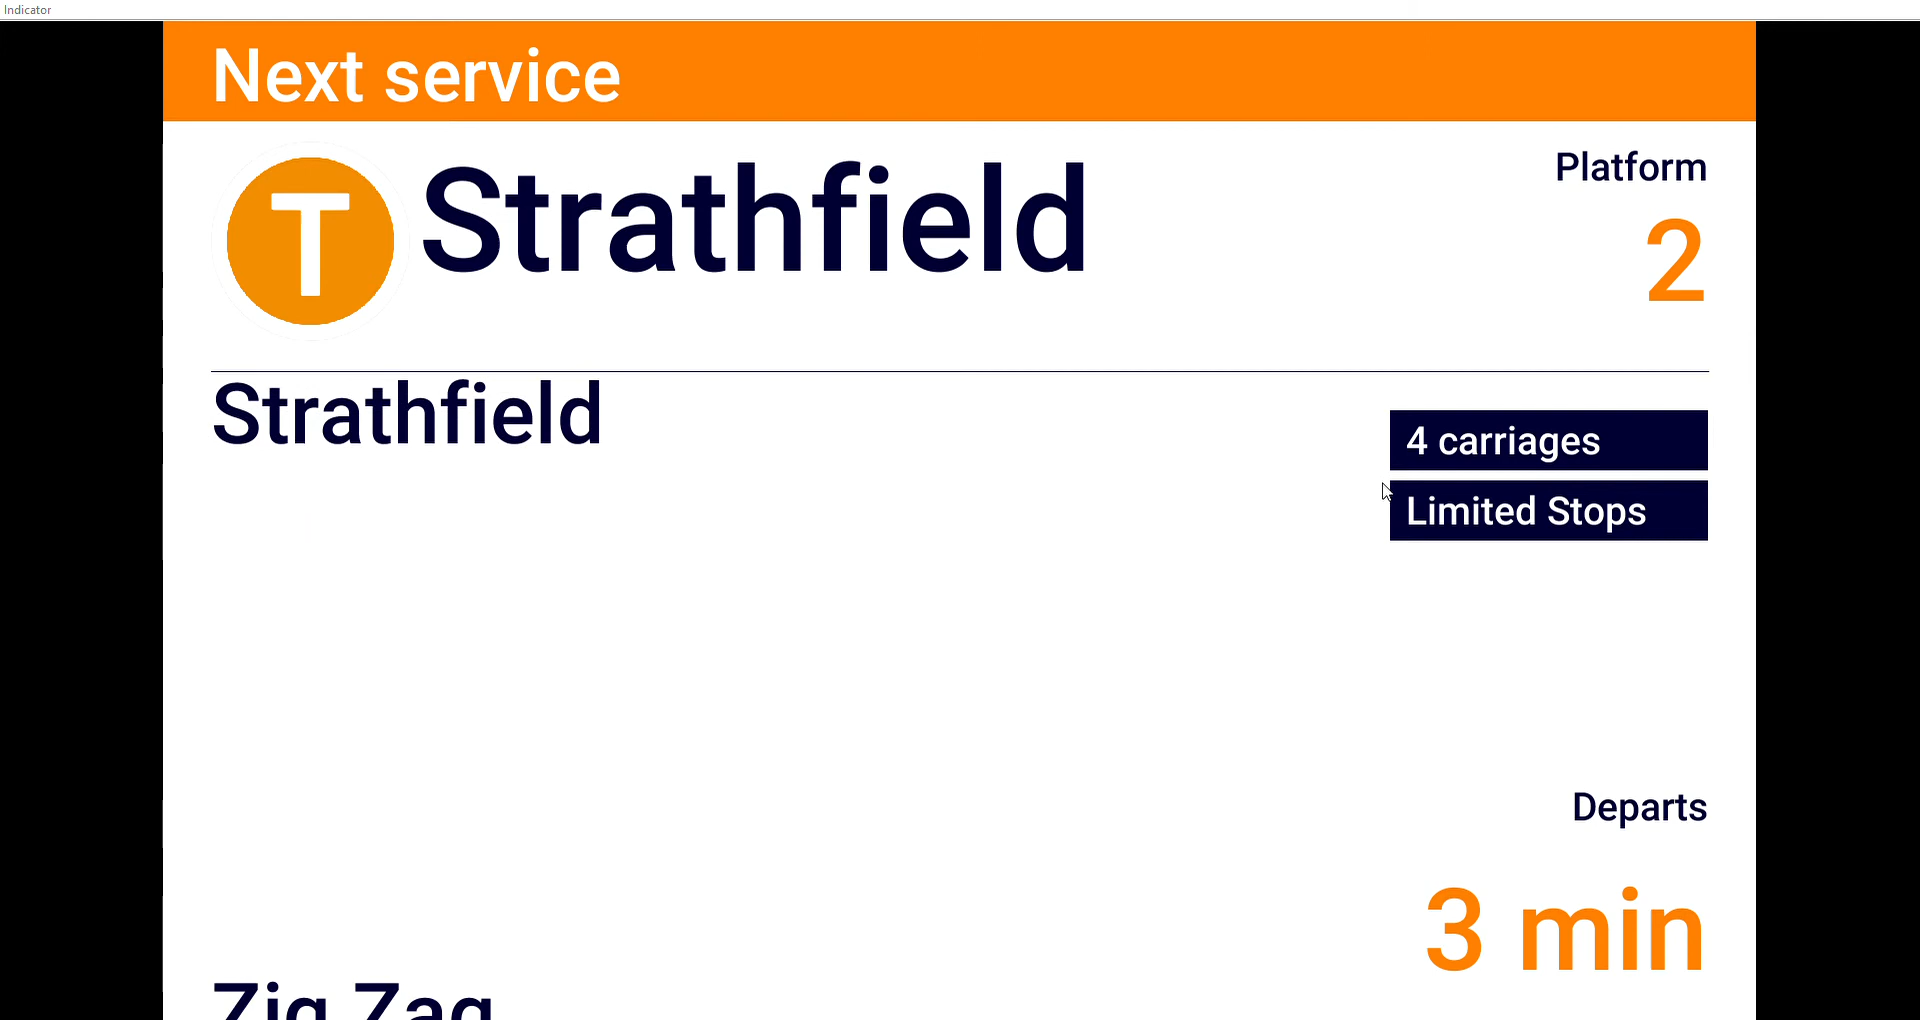 Indicator
Next service
T
Strathfield
Platform
2
Strathfield
4 carriages
Limited Stops
Departs
3 min
Zig Zag